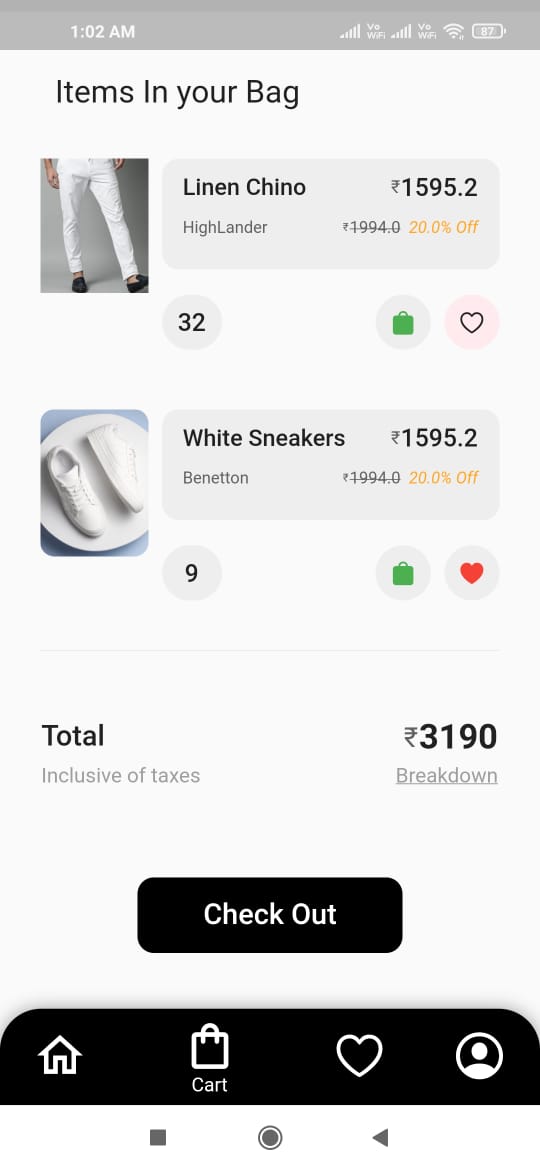 1:02 AM Vo WiFi Vo WiFi 87
Items In your Bag
Linen Chino ₹1595.2
HighLander ₹1994.0 20.0% Off
32
White Sneakers ₹1595.2
Benetton ₹1994.0 20.0% Off
9
Total ₹3190
Inclusive of taxes Breakdown
Check Out
Cart